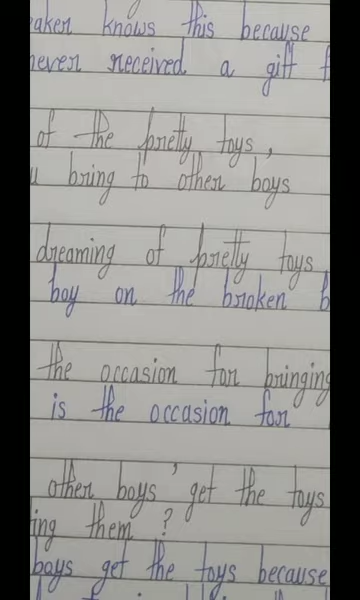 aker knows this because
never received a gift f
of the pretty toys,
u bring to other boys
dreaming of pretty toys
boy on the broken b
the occasion for bringing
is the occasion for
other boys' get the toys
ing them ?
boys get the toys because